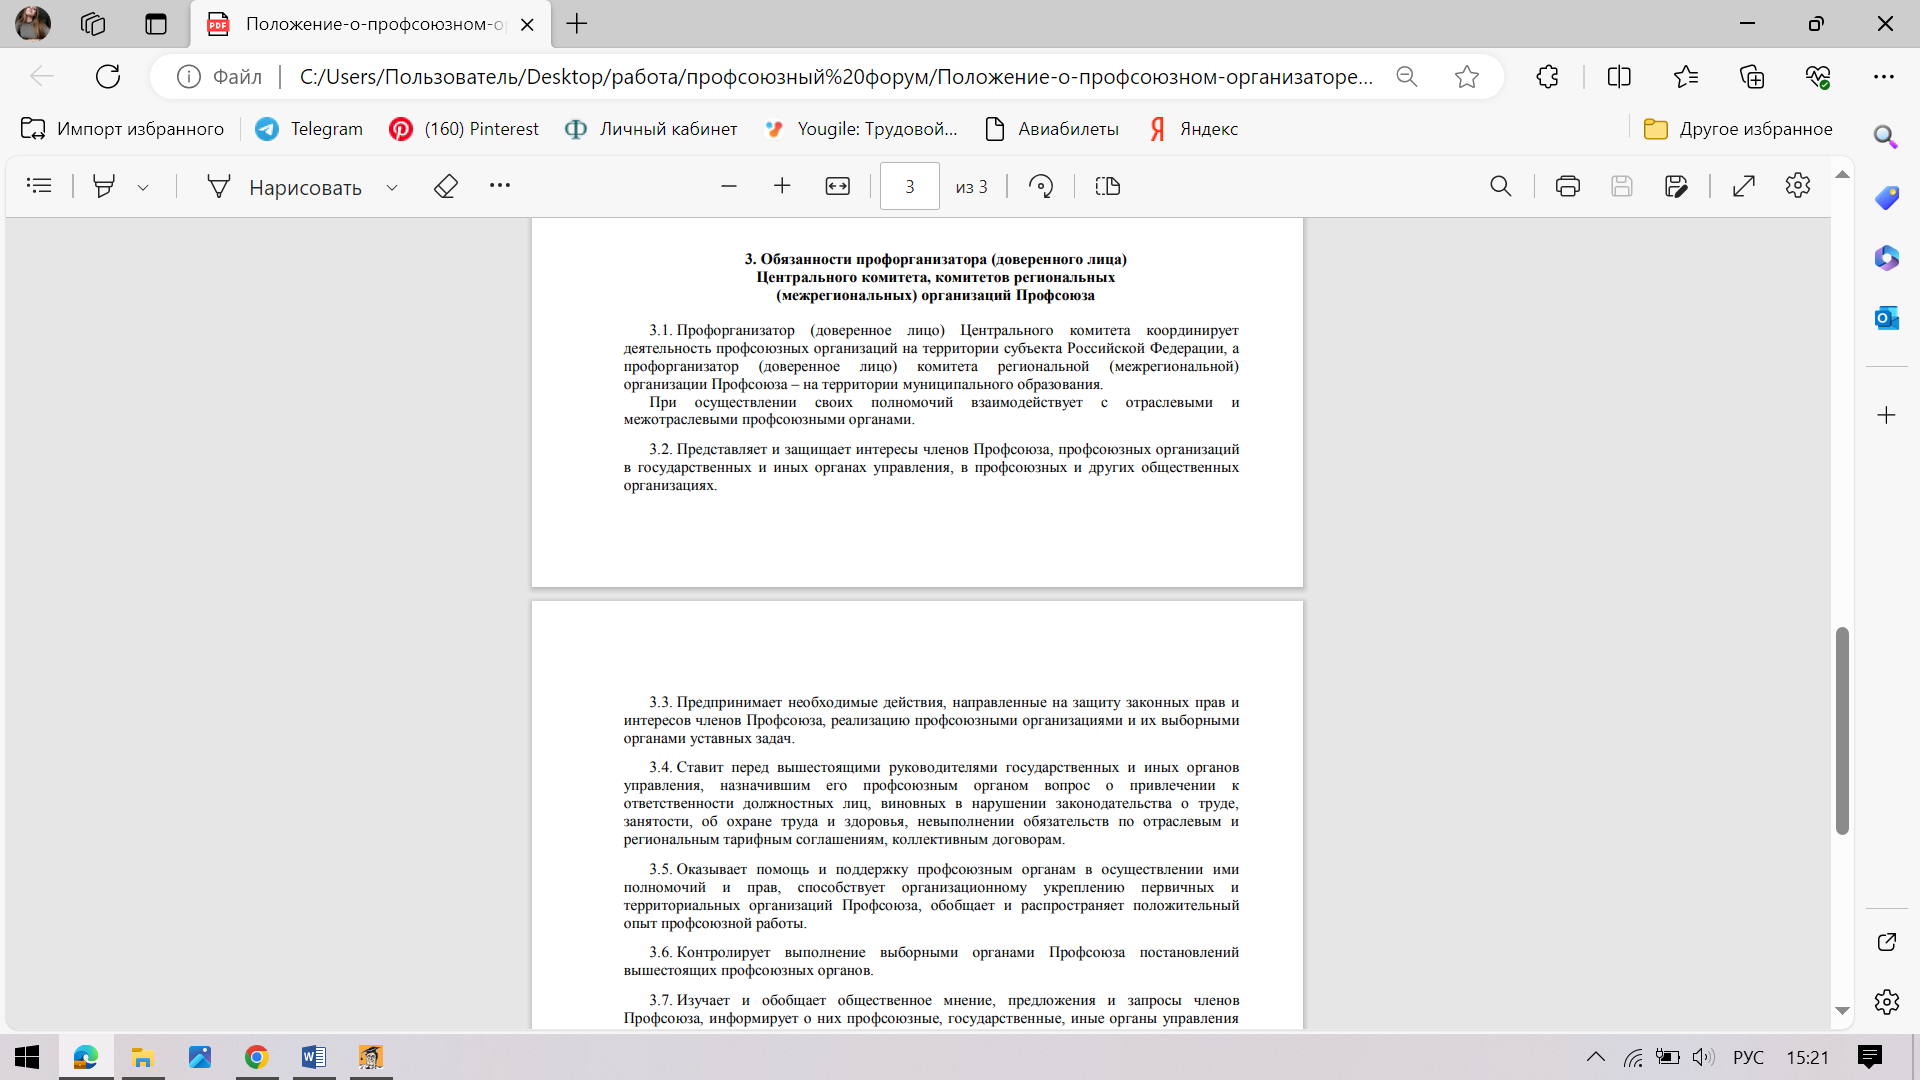 Положение-о-профсоюзном-о
Файл
C:/Users/Пользователь/Desktop/работа/профсоюзный%20форум/Положение-о-профсоюзном-организаторе...
Импорт избранного
Telegram
(160) Pinterest
Личный кабинет
Yougile: Трудовой...
Авиабилеты
Яндекс
Другое избранное
Нарисовать
3
из 3
3. Обязанности профорганизатора (доверенного лица)
Центрального комитета, комитетов региональных
(межрегиональных) организаций Профсоюза
3.1. Профорганизатор (доверенное лицо) Центрального комитета координирует
деятельность профсоюзных организаций на территории субъекта Российской Федерации, а
профорганизатор (доверенное лицо) комитета региональной (межрегиональной)
организации Профсоюза – на территории муниципального образования.
При осуществлении своих полномочий взаимодействует с отраслевыми и
межотраслевыми профсоюзными органами.
3.2. Представляет и защищает интересы членов Профсоюза, профсоюзных организаций
в государственных и иных органах управления, в профсоюзных и других общественных
организациях.
3.3. Предпринимает необходимые действия, направленные на защиту законных прав и
интересов членов Профсоюза, реализацию профсоюзными организациями и их выборными
органами уставных задач.
3.4. Ставит перед вышестоящими руководителями государственных и иных органов
управления, назначившим его профсоюзным органом вопрос о привлечении к
ответственности должностных лиц, виновных в нарушении законодательства о труде,
занятости, об охране труда и здоровья, невыполнении обязательств по отраслевым и
региональным тарифным соглашениям, коллективным договорам.
3.5. Оказывает помощь и поддержку профсоюзным органам в осуществлении ими
полномочий и прав, способствует организационному укреплению первичных и
территориальных организаций Профсоюза, обобщает и распространяет положительный
опыт профсоюзной работы.
3.6. Контролирует выполнение выборными органами Профсоюза постановлений
вышестоящих профсоюзных органов.
3.7. Изучает и обобщает общественное мнение, предложения и запросы членов
Профсоюза, информирует о них профсоюзные, государственные, иные органы управления
РУС
15:21